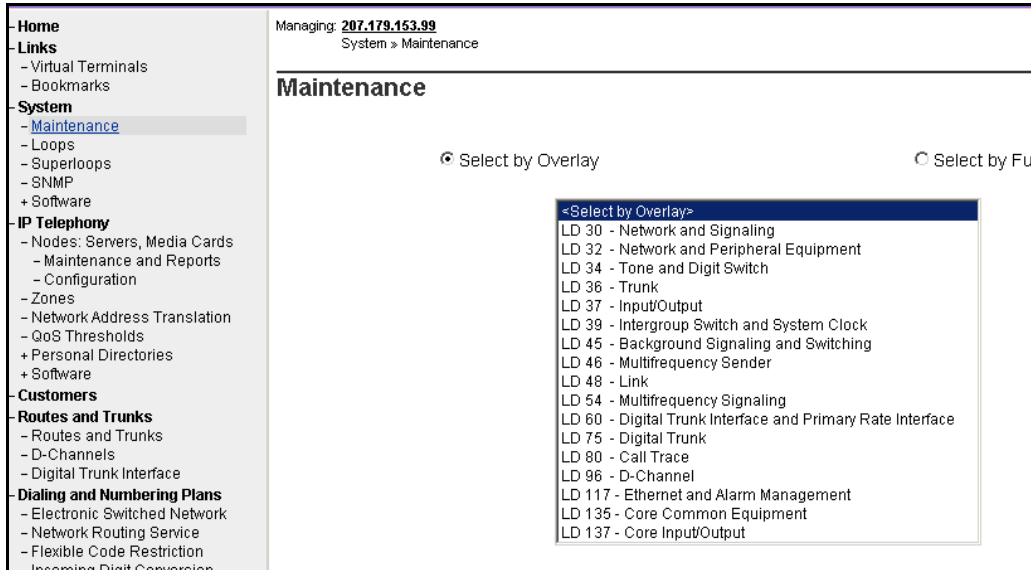 – Home
– Links
– Virtual Terminals
– Bookmarks
– System
– Maintenance
– Loops
– Superloops
– SNMP
+ Software
– IP Telephony
– Nodes: Servers, Media Cards
– Maintenance and Reports
– Configuration
– Zones
– Network Address Translation
– QoS Thresholds
+ Personal Directories
+ Software
– Customers
– Routes and Trunks
– Routes and Trunks
– D-Channels
– Digital Trunk Interface
– Dialing and Numbering Plans
– Electronic Switched Network
– Network Routing Service
– Flexible Code Restriction
– Incoming Digit Conversion
Managing: 207.179.153.99
System » Maintenance
Maintenance
Select by Overlay
Select by Fu
<Select by Overlay>
LD 30 - Network and Signaling
LD 32 - Network and Peripheral Equipment
LD 34 - Tone and Digit Switch
LD 36 - Trunk
LD 37 - Input/Output
LD 39 - Intergroup Switch and System Clock
LD 45 - Background Signaling and Switching
LD 46 - Multifrequency Sender
LD 48 - Link
LD 54 - Multifrequency Signaling
LD 60 - Digital Trunk Interface and Primary Rate Interface
LD 75 - Digital Trunk
LD 80 - Call Trace
LD 96 - D-Channel
LD 117 - Ethernet and Alarm Management
LD 135 - Core Common Equipment
LD 137 - Core Input/Output